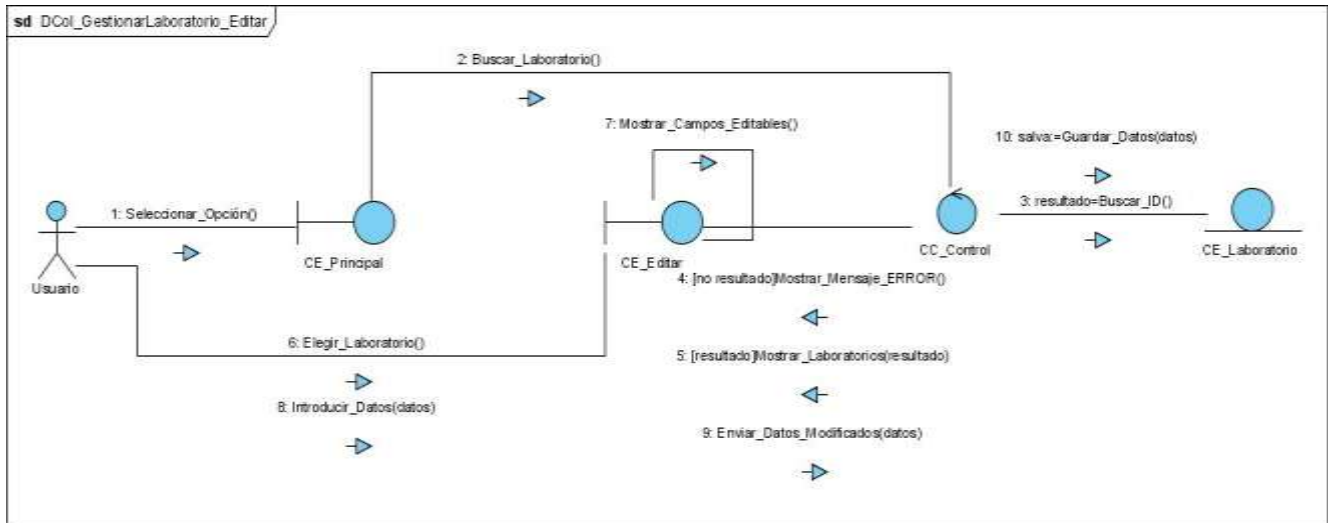 sd DCol_GestionarLaboratorio_Editar
2: Buscar_Laboratorio()
7: Mostrar_Campos_Editables()
10: salva:=Guardar_Datos(datos)
1: Seleccionar_Opción()
3: resultado=Buscar_ID()
CE_Principal
CE_Editar
CC_Control
CE_Laboratorio
Usuario
4: [no resultado]Mostrar_Mensaje_ERROR()
6: Elegir_Laboratorio()
5: [resultado]Mostrar_Laboratorios(resultado)
8: Introducir_Datos(datos)
9: Enviar_Datos_Modificados(datos)